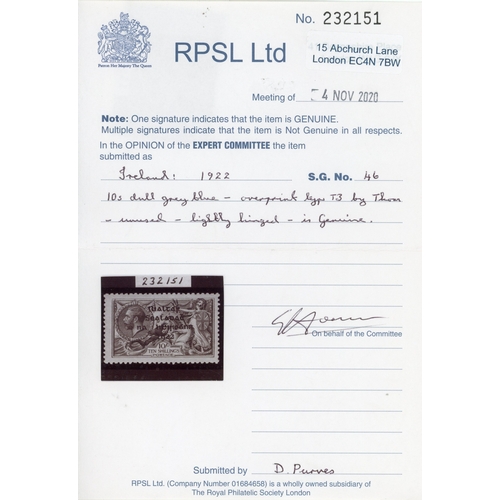 No. 232151
RPSL Ltd
15 Abchurch Lane
London EC4N 7BW
Patron Her Majesty The Queen
Meeting of 4 NOV 2020
Note: One signature indicates that the item is GENUINE.
Multiple signatures indicate that the item is Not Genuine in all respects.
In the OPINION of the EXPERT COMMITTEE the item
submitted as
Ireland: 1922 S.G. No. 46
10s dull grey blue - overprint type T3 by Thom
- unused - lightly hinged - is Genuine.
232151
TEN SHILLINGS
On behalf of the Committee
Submitted by D. Purves
RPSL Ltd. (Company Number 01684658) is a wholly owned subsidiary of
The Royal Philatelic Society London